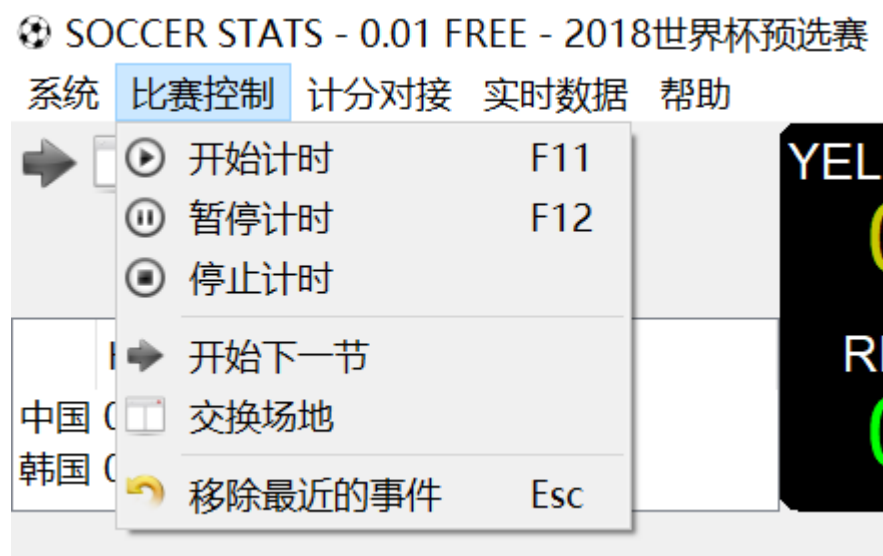 SOCCER STATS - 0.01 FREE - 2018世界杯预选赛
系统 比赛控制 计分对接 实时数据 帮助
开始计时 F11
暂停计时 F12
停止计时
开始下一节
交换场地
移除最近的事件 Esc
中国
韩国
YEL